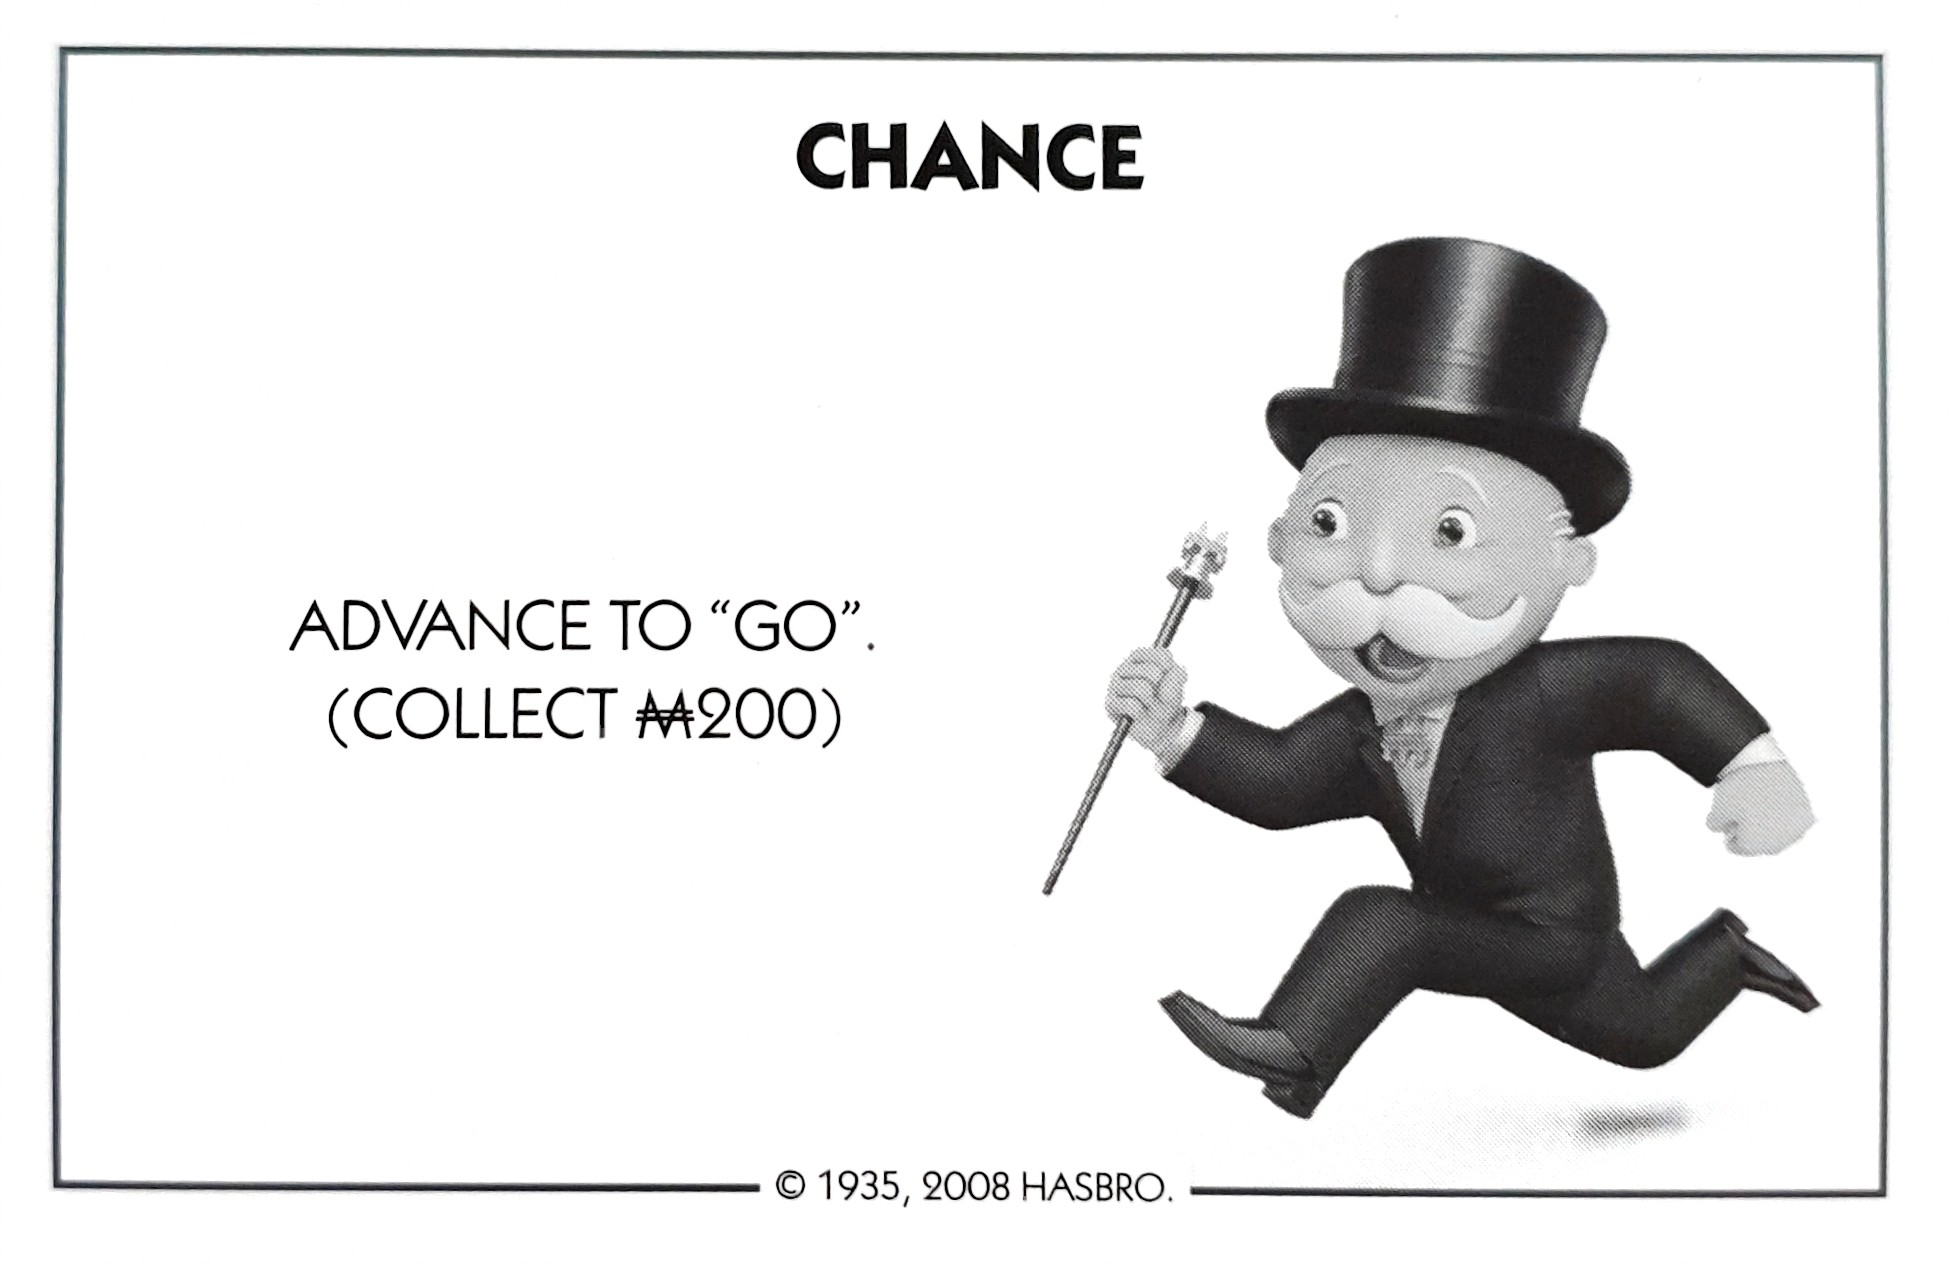 CHANCE
ADVANCE TO “GO”.
(COLLECT ₩200)
© 1935, 2008 HASBRO.